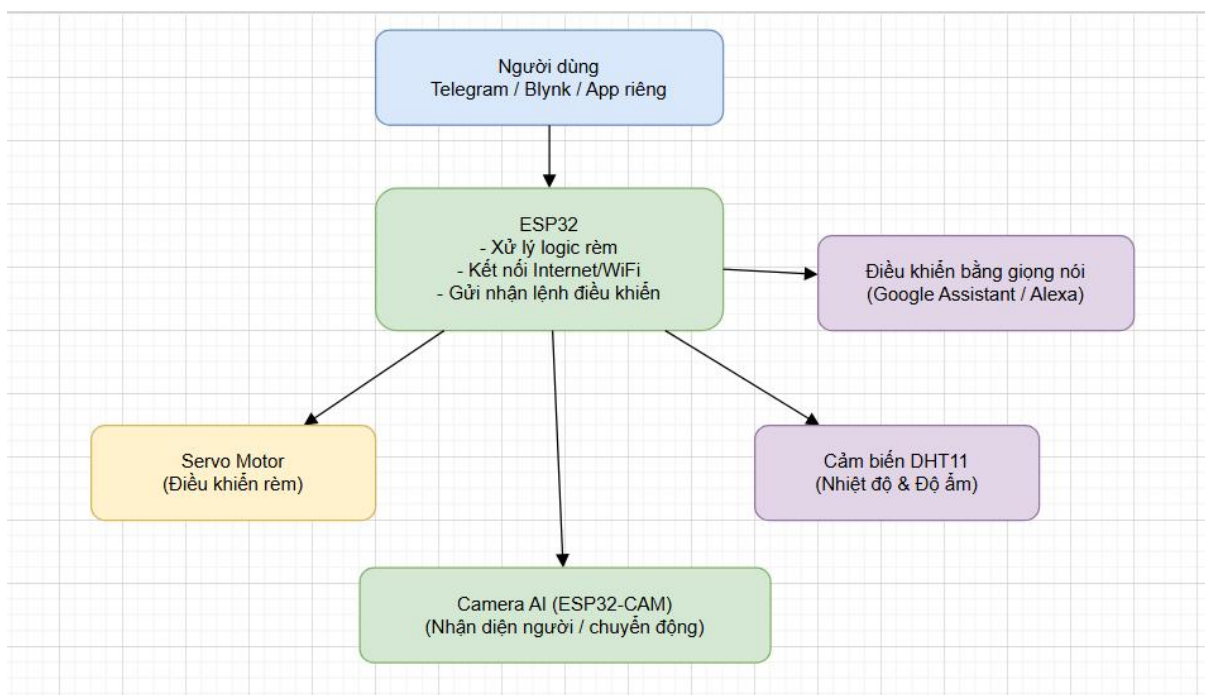 Người dùng
Telegram / Blynk / App riêng
ESP32
- Xử lý logic rèm
- Kết nối Internet/WiFi
- Gửi nhận lệnh điều khiển
Điều khiển bằng giọng nói
(Google Assistant / Alexa)
Servo Motor
(Điều khiển rèm)
Cảm biến DHT11
(Nhiệt độ & Độ ẩm)
Camera AI (ESP32-CAM)
(Nhận diện người / chuyển động)